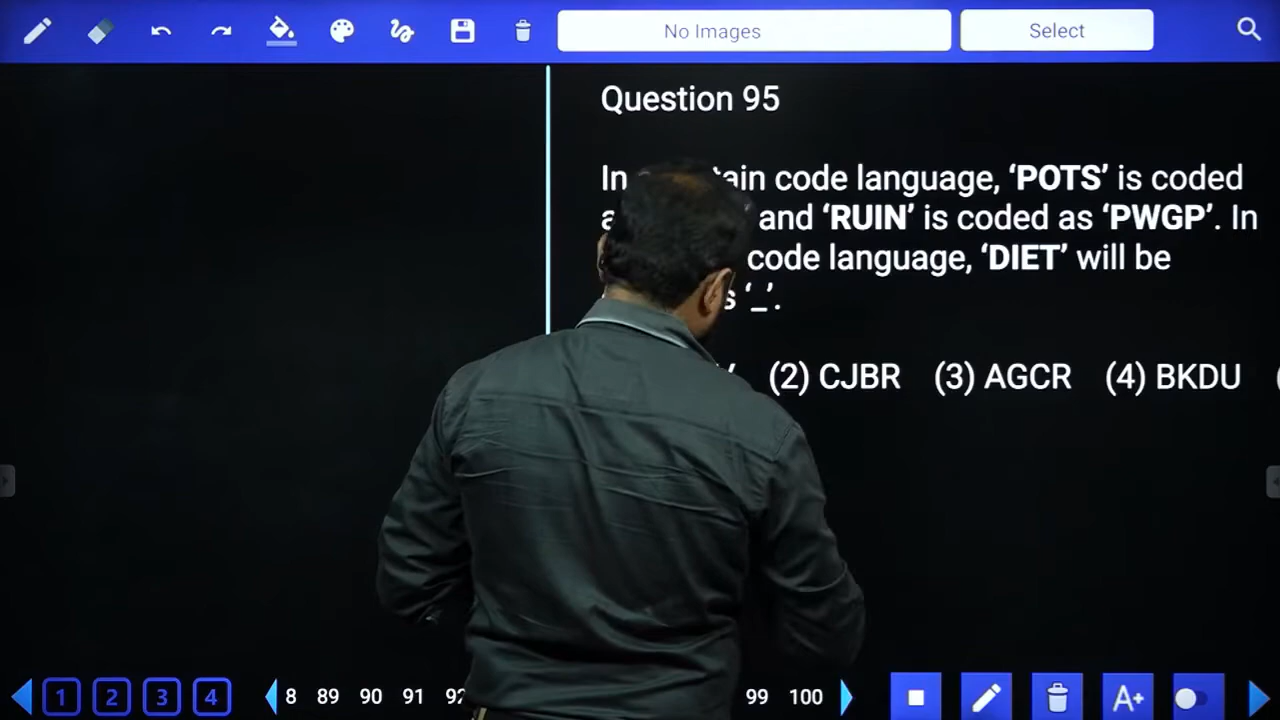 No Images
Select
Question 95
In code language, ‘POTS’ is coded
and ‘RUIN’ is coded as ‘PWGP’. In
code language, ‘DIET’ will be
‘_’.
(2) CJBR (3) AGCR (4) BKDU
1 2 3 4 8 89 90 91 99 100 A+